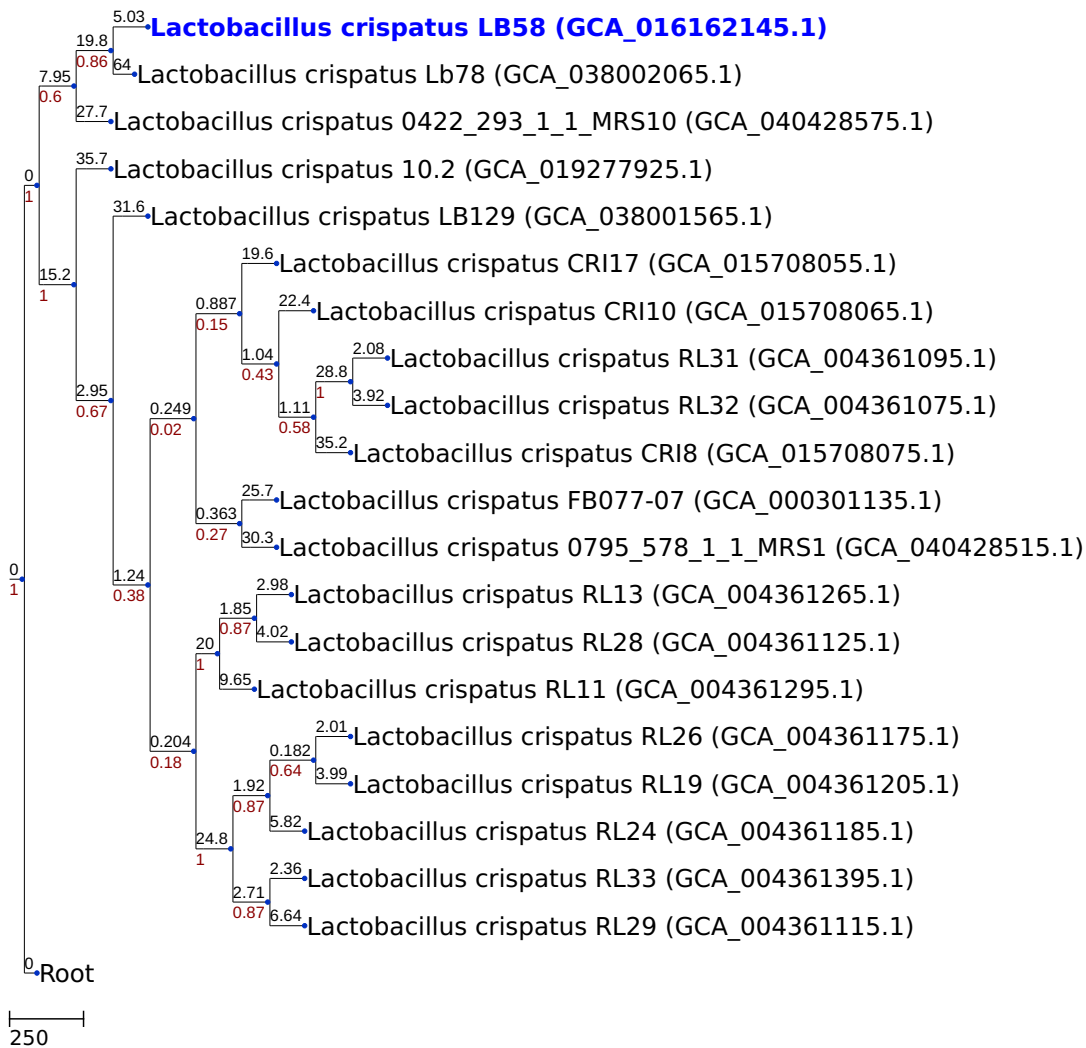 5.03
Lactobacillus crispatus LB58 (GCA_016162145.1)
19.8
0.86
64
Lactobacillus crispatus Lb78 (GCA_038002065.1)
7.95
0.6
27.7
Lactobacillus crispatus 0422_293_1_1_MRS10 (GCA_040428575.1)
35.7
Lactobacillus crispatus 10.2 (GCA_019277925.1)
0
1
31.6
Lactobacillus crispatus LB129 (GCA_038001565.1)
19.6
Lactobacillus crispatus CRI17 (GCA_015708055.1)
15.2
1
0.887
0.15
22.4
Lactobacillus crispatus CRI10 (GCA_015708065.1)
2.08
Lactobacillus crispatus RL31 (GCA_004361095.1)
1.04
0.43
28.8
1
3.92
Lactobacillus crispatus RL32 (GCA_004361075.1)
2.95
0.67
0.249
0.02
1.11
0.58
35.2
Lactobacillus crispatus CRI8 (GCA_015708075.1)
25.7
Lactobacillus crispatus FB077-07 (GCA_000301135.1)
0.363
0.27
30.3
Lactobacillus crispatus 0795_578_1_1_MRS1 (GCA_040428515.1)
0
1
1.24
0.38
2.98
Lactobacillus crispatus RL13 (GCA_004361265.1)
1.85
0.87
4.02
Lactobacillus crispatus RL28 (GCA_004361125.1)
20
1
9.65
Lactobacillus crispatus RL11 (GCA_004361295.1)
2.01
Lactobacillus crispatus RL26 (GCA_004361175.1)
0.204
0.18
0.182
0.64
3.99
Lactobacillus crispatus RL19 (GCA_004361205.1)
1.92
0.87
5.82
Lactobacillus crispatus RL24 (GCA_004361185.1)
24.8
1
2.36
Lactobacillus crispatus RL33 (GCA_004361395.1)
2.71
0.87
6.64
Lactobacillus crispatus RL29 (GCA_004361115.1)
0
Root
250